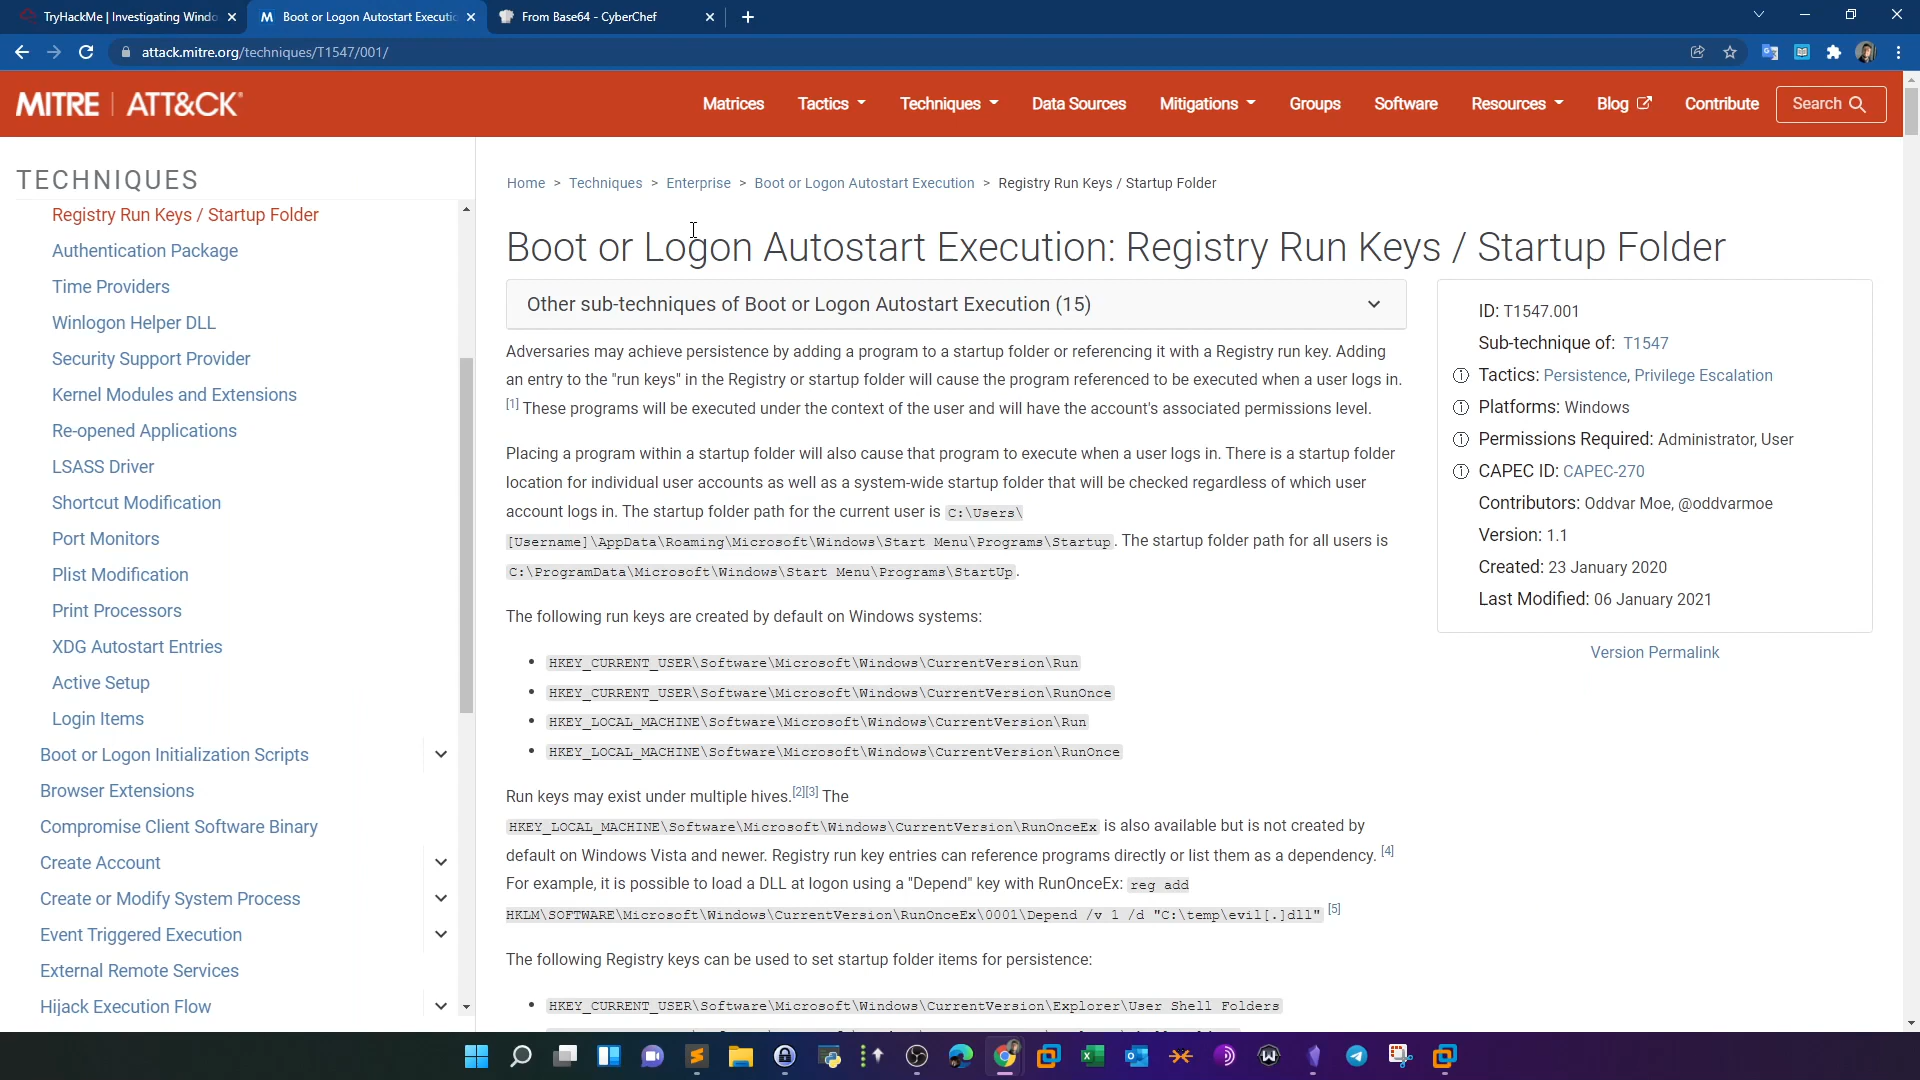 TryHackMe | Investigating Windo
Boot or Logon Autostart Executio
From Base64 - CyberChef
attack.mitre.org/techniques/T1547/001/
MITRE | ATT&CK®
Matrices
Tactics
Techniques
Data Sources
Mitigations
Groups
Software
Resources
Blog
Contribute
Search
TECHNIQUES
Registry Run Keys / Startup Folder
Authentication Package
Time Providers
Winlogon Helper DLL
Security Support Provider
Kernel Modules and Extensions
Re-opened Applications
LSASS Driver
Shortcut Modification
Port Monitors
Plist Modification
Print Processors
XDG Autostart Entries
Active Setup
Login Items
Boot or Logon Initialization Scripts
Browser Extensions
Compromise Client Software Binary
Create Account
Create or Modify System Process
Event Triggered Execution
External Remote Services
Hijack Execution Flow
Home > Techniques > Enterprise > Boot or Logon Autostart Execution > Registry Run Keys / Startup Folder
Boot or Logon Autostart Execution: Registry Run Keys / Startup Folder
Other sub-techniques of Boot or Logon Autostart Execution (15)
Adversaries may achieve persistence by adding a program to a startup folder or referencing it with a Registry run key. Adding
an entry to the "run keys" in the Registry or startup folder will cause the program referenced to be executed when a user logs in.
[1] These programs will be executed under the context of the user and will have the account's associated permissions level.
Placing a program within a startup folder will also cause that program to execute when a user logs in. There is a startup folder
location for individual user accounts as well as a system-wide startup folder that will be checked regardless of which user
account logs in. The startup folder path for the current user is C:\Users\
[Username]\AppData\Roaming\Microsoft\Windows\Start Menu\Programs\Startup. The startup folder path for all users is
C:\ProgramData\Microsoft\Windows\Start Menu\Programs\StartUp.
The following run keys are created by default on Windows systems:
• HKEY_CURRENT_USER\Software\Microsoft\Windows\CurrentVersion\Run
• HKEY_CURRENT_USER\Software\Microsoft\Windows\CurrentVersion\RunOnce
• HKEY_LOCAL_MACHINE\Software\Microsoft\Windows\CurrentVersion\Run
• HKEY_LOCAL_MACHINE\Software\Microsoft\Windows\CurrentVersion\RunOnce
Run keys may exist under multiple hives.[2][3] The
HKEY_LOCAL_MACHINE\Software\Microsoft\Windows\CurrentVersion\RunOnceEx is also available but is not created by
default on Windows Vista and newer. Registry run key entries can reference programs directly or list them as a dependency. [4]
For example, it is possible to load a DLL at logon using a "Depend" key with RunOnceEx: reg add
HKLM\SOFTWARE\Microsoft\Windows\CurrentVersion\RunOnceEx\0001\Depend /v 1 /d "C:\temp\evil[.]dll" [5]
The following Registry keys can be used to set startup folder items for persistence:
• HKEY_CURRENT_USER\Software\Microsoft\Windows\CurrentVersion\Explorer\User Shell Folders
ID: T1547.001
Sub-technique of: T1547
Tactics: Persistence, Privilege Escalation
Platforms: Windows
Permissions Required: Administrator, User
CAPEC ID: CAPEC-270
Contributors: Oddvar Moe, @oddvarmoe
Version: 1.1
Created: 23 January 2020
Last Modified: 06 January 2021
Version Permalink